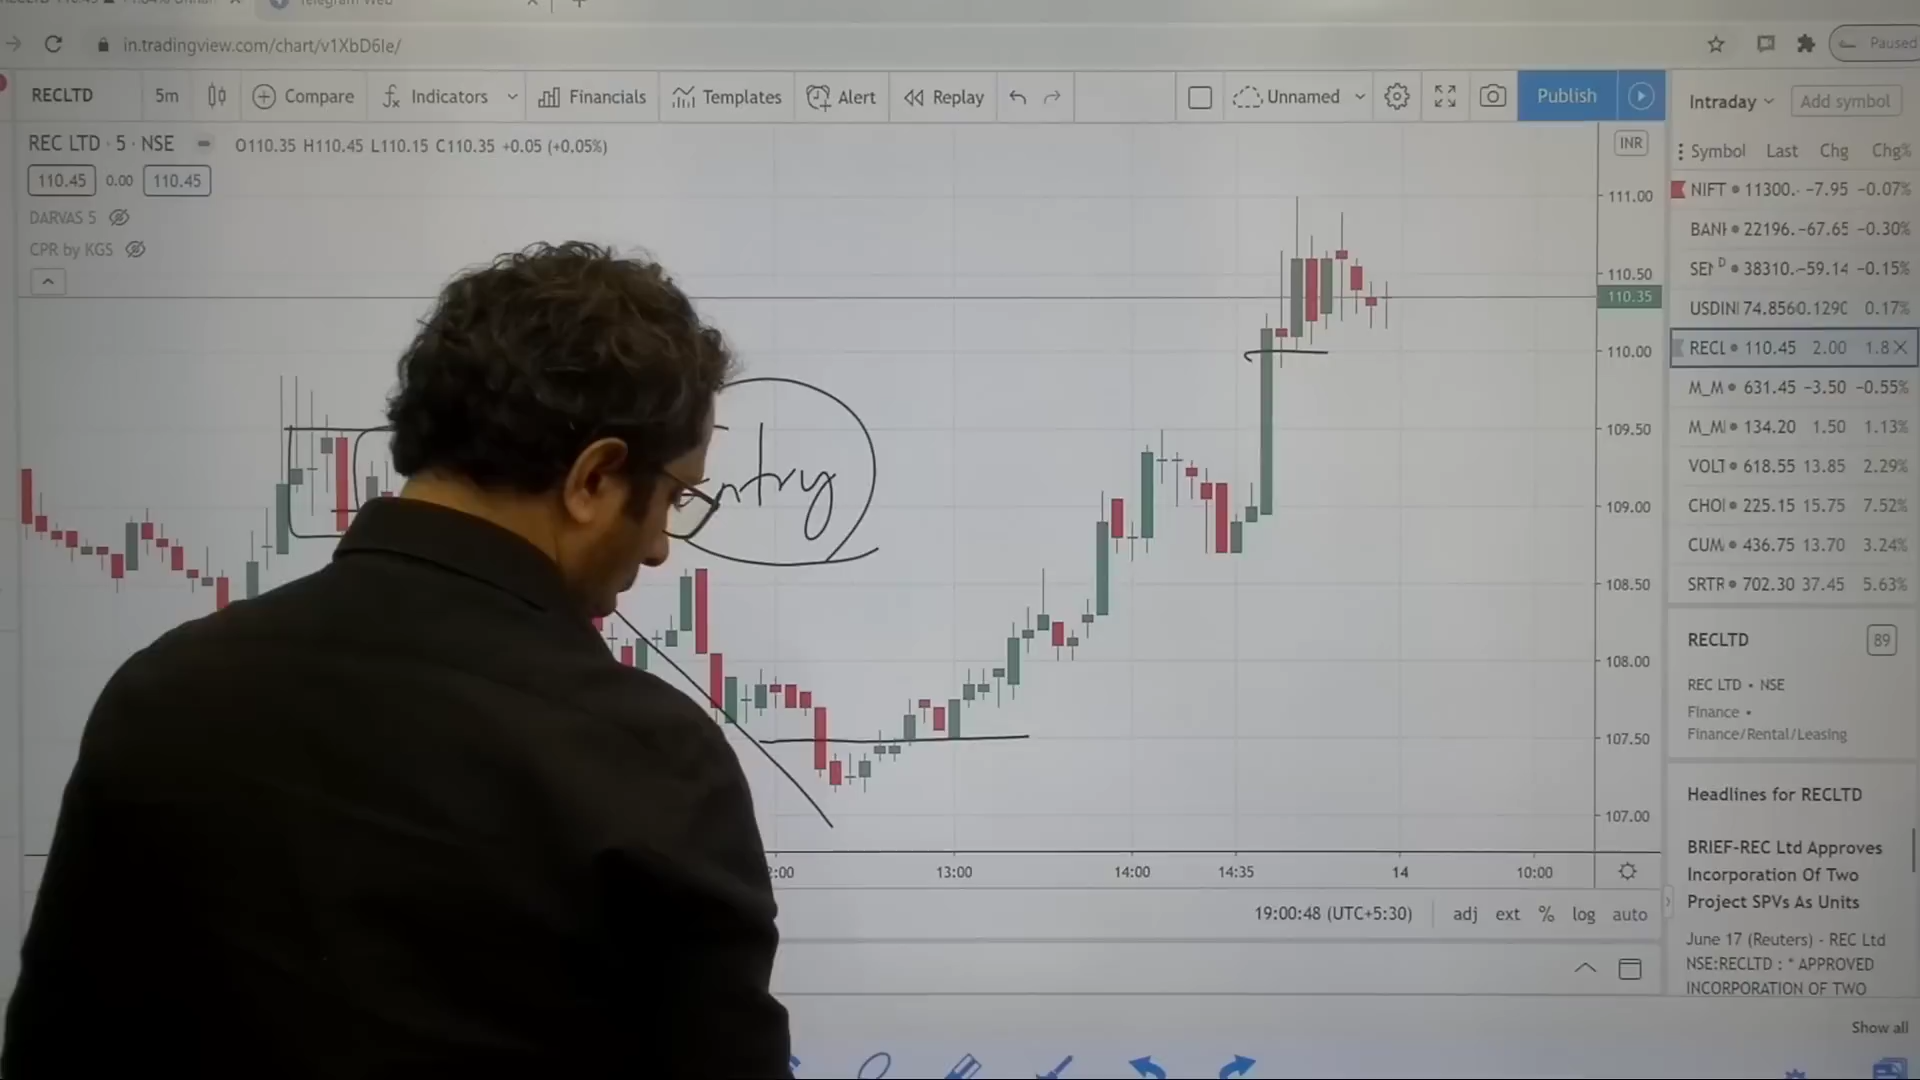 Telegram Web
in.tradingview.com/chart/v1XbD6Ie/
Paused
RECLTD 5m Compare Indicators Financials Templates Alert Replay Unnamed Publish
Intraday Add symbol
REC LTD · 5 · NSE O110.35 H110.45 L110.15 C110.35 +0.05 (+0.05%)
INR
Symbol Last Chg Chg%
110.45 0.00 110.45
DARVAS 5
CPR by KGS
111.00
110.50
110.35
110.00
109.50
109.00
108.50
108.00
107.50
107.00
NIFT 11300. −7.95 −0.07%
BANI 22196. −67.65 −0.30%
SEI D 38310. −59.14 −0.15%
USDINI 74.8560 0.1290 0.17%
RECL 110.45 2.00 1.8
M_M 631.45 −3.50 −0.55%
M_MI 134.20 1.50 1.13%
VOLT 618.55 13.85 2.29%
CHOI 225.15 15.75 7.52%
CUM 436.75 13.70 3.24%
SRTR 702.30 37.45 5.63%
ntry
RECLTD 89
REC LTD • NSE
Finance •
Finance/Rental/Leasing
Headlines for RECLTD
BRIEF-REC Ltd Approves
Incorporation Of Two
Project SPVs As Units
June 17 (Reuters) - REC Ltd
NSE:RECLTD : * APPROVED
INCORPORATION OF TWO
Show all
2:00 13:00 14:00 14:35 14 10:00
19:00:48 (UTC+5:30) adj ext % log auto